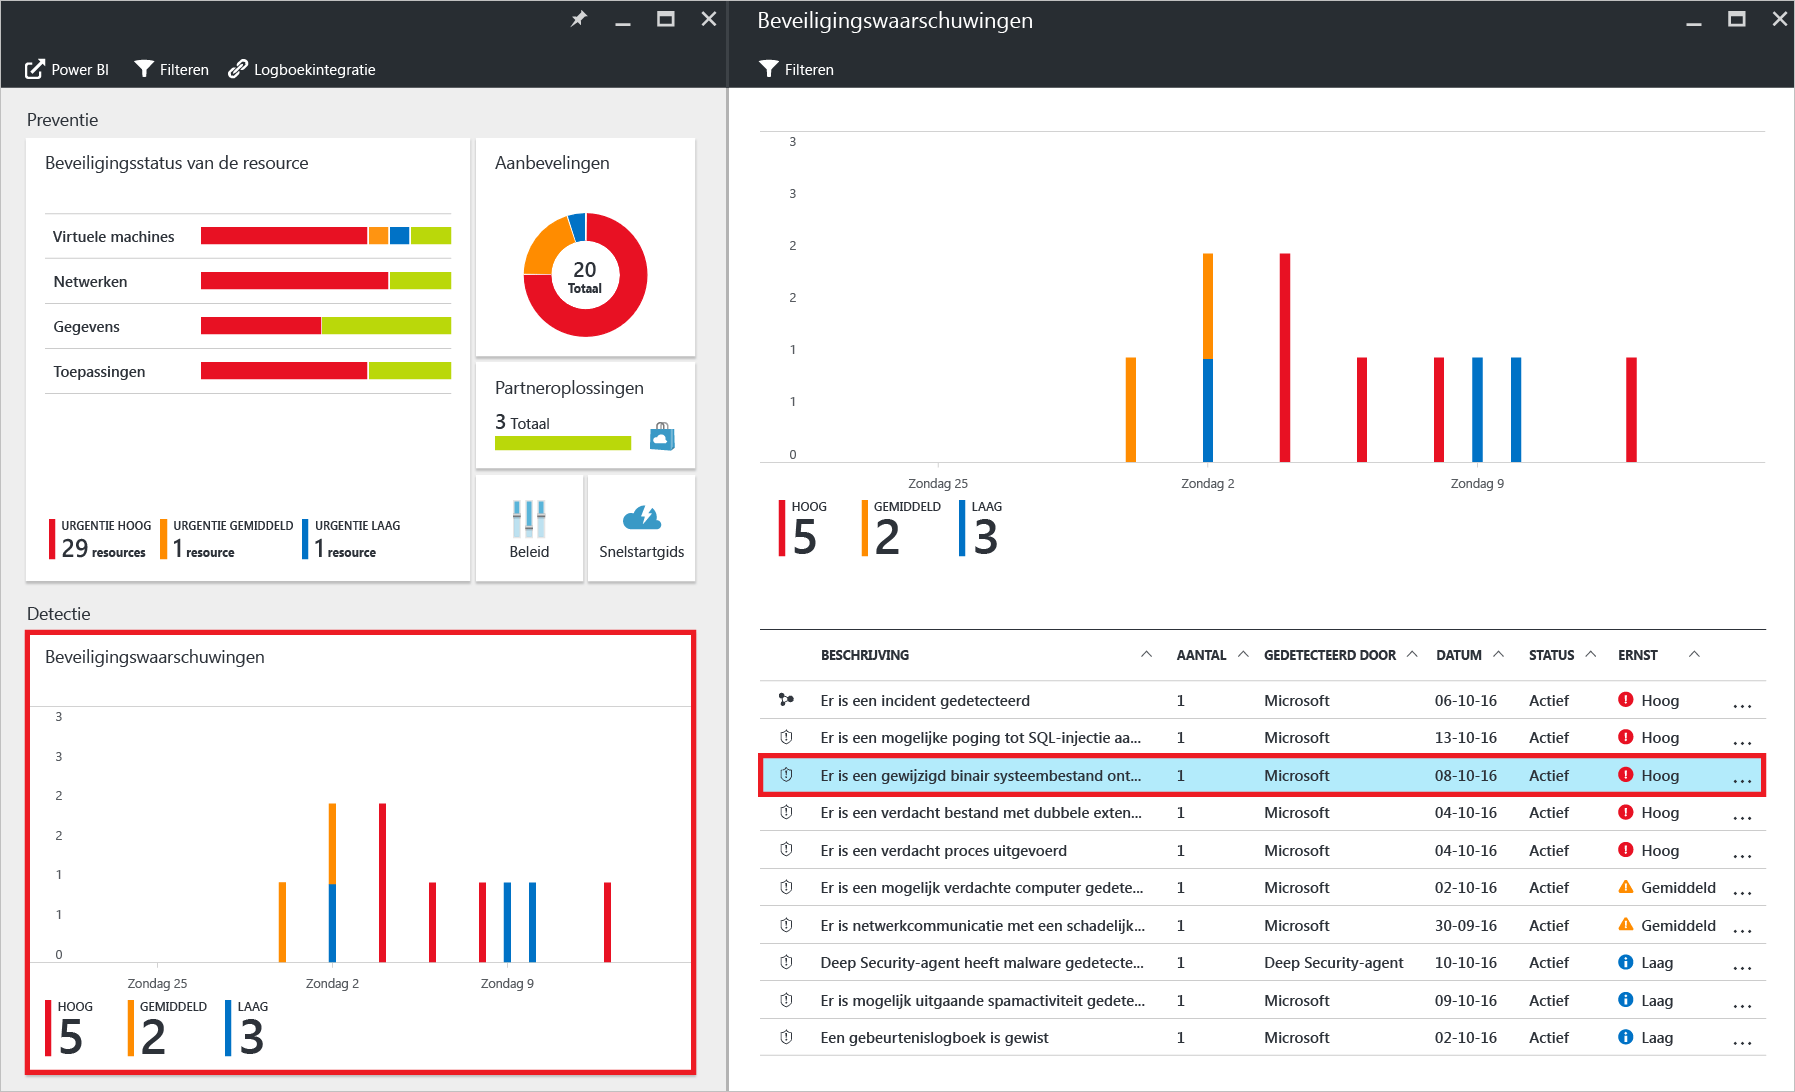 Power BI
Filteren
Logboekintegratie
Preventie
Beveiligingsstatus van de resource
Virtuele machines
Netwerken
Gegevens
Toepassingen
URGENTIE HOOG
29 resources
URGENTIE GEMIDDELD
1 resource
URGENTIE LAAG
1 resource
Aanbevelingen
20
Totaal
Partneroplossingen
3 Totaal
Beleid
Snelstartgids
Detectie
Beveiligingswaarschuwingen
3
3
2
2
1
1
0
Zondag 25 Zondag 2 Zondag 9
HOOG
5
GEMIDDELD
2
LAAG
3
Beveiligingswaarschuwingen
Filteren
3
3
2
2
1
1
0
Zondag 25 Zondag 2 Zondag 9
HOOG
5
GEMIDDELD
2
LAAG
3
BESCHRIJVING AANTAL GEDETECTEERD DOOR DATUM STATUS ERNST
Er is een incident gedetecteerd 1 Microsoft 06-10-16 Actief Hoog ...
Er is een mogelijke poging tot SQL-injectie aa... 1 Microsoft 13-10-16 Actief Hoog ...
Er is een gewijzigd binair systeembestand ont... 1 Microsoft 08-10-16 Actief Hoog ...
Er is een verdacht bestand met dubbele exten... 1 Microsoft 04-10-16 Actief Hoog ...
Er is een verdacht proces uitgevoerd 1 Microsoft 04-10-16 Actief Hoog ...
Er is een mogelijk verdachte computer gedete... 1 Microsoft 02-10-16 Actief Gemiddeld ...
Er is netwerkcommunicatie met een schadelijk... 1 Microsoft 30-09-16 Actief Gemiddeld ...
Deep Security-agent heeft malware gedetecte... 1 Deep Security-agent 10-10-16 Actief Laag ...
Er is mogelijk uitgaande spamactiviteit gedete... 1 Microsoft 09-10-16 Actief Laag ...
Een gebeurtenislogboek is gewist 1 Microsoft 02-10-16 Actief Laag ...